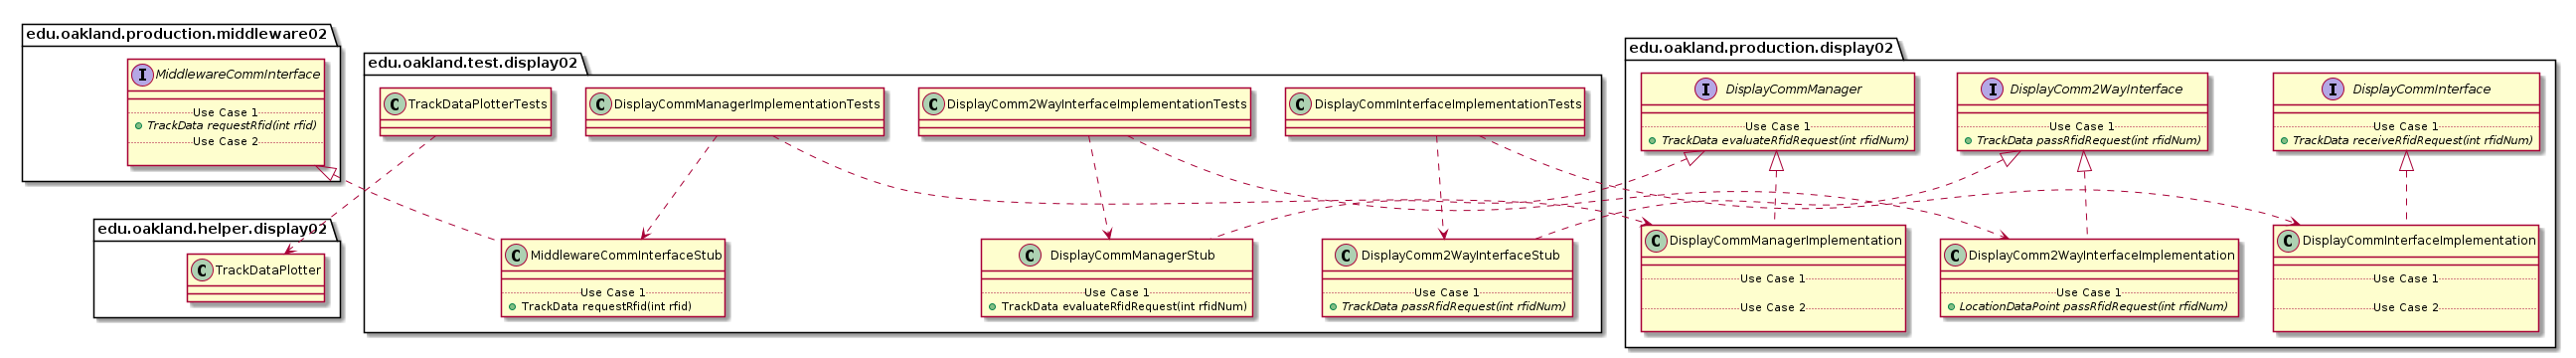 edu.oakland.production.middleware02
I MiddlewareCommInterface
Use Case 1
TrackData requestRfid(int rfid)
Use Case 2
edu.oakland.helper.display02
C TrackDataPlotter
edu.oakland.test.display02
C TrackDataPlotterTests
C DisplayCommManagerImplementationTests
C DisplayComm2WayInterfaceImplementationTests
C DisplayCommInterfaceImplementationTests
C MiddlewareCommInterfaceStub
Use Case 1
TrackData requestRfid(int rfid)
C DisplayCommManagerStub
Use Case 1
TrackData evaluateRfidRequest(int rfidNum)
C DisplayComm2WayInterfaceStub
Use Case 1
TrackData passRfidRequest(int rfidNum)
edu.oakland.production.display02
I DisplayCommManager
Use Case 1
TrackData evaluateRfidRequest(int rfidNum)
I DisplayComm2WayInterface
Use Case 1
TrackData passRfidRequest(int rfidNum)
I DisplayCommInterface
Use Case 1
TrackData receiveRfidRequest(int rfidNum)
C DisplayCommManagerImplementation
Use Case 1
Use Case 2
C DisplayComm2WayInterfaceImplementation
Use Case 1
LocationDataPoint passRfidRequest(int rfidNum)
C DisplayCommInterfaceImplementation
Use Case 1
Use Case 2